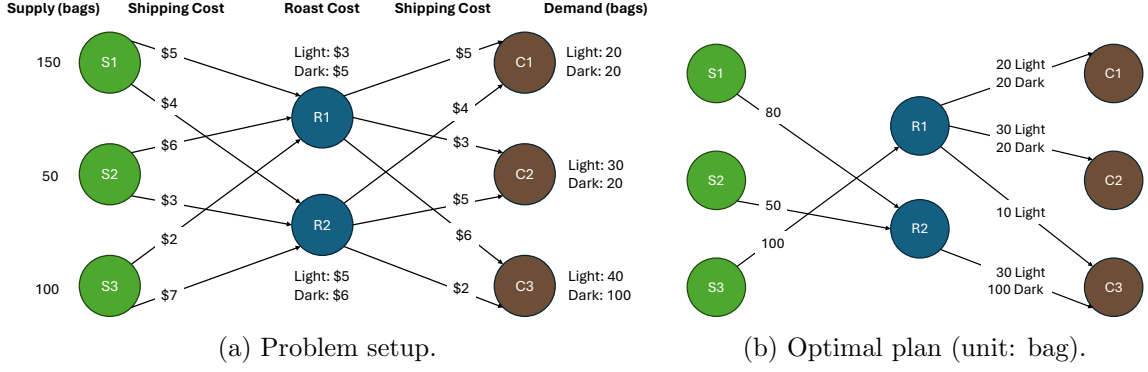 Supply (bags) Shipping Cost Roast Cost Shipping Cost Demand (bags)
150
50
100
S1
S2
S3
$5
$4
$6
$3
$2
$7
Light: $3
Dark: $5
R1
R2
Light: $5
Dark: $6
$5
$4
$3
$5
$6
$2
C1
C2
C3
Light: 20
Dark: 20
Light: 30
Dark: 20
Light: 40
Dark: 100
(a) Problem setup.
S1
S2
S3
80
50
100
R1
R2
20 Light
20 Dark
30 Light
20 Dark
10 Light
30 Light
100 Dark
C1
C2
C3
(b) Optimal plan (unit: bag).